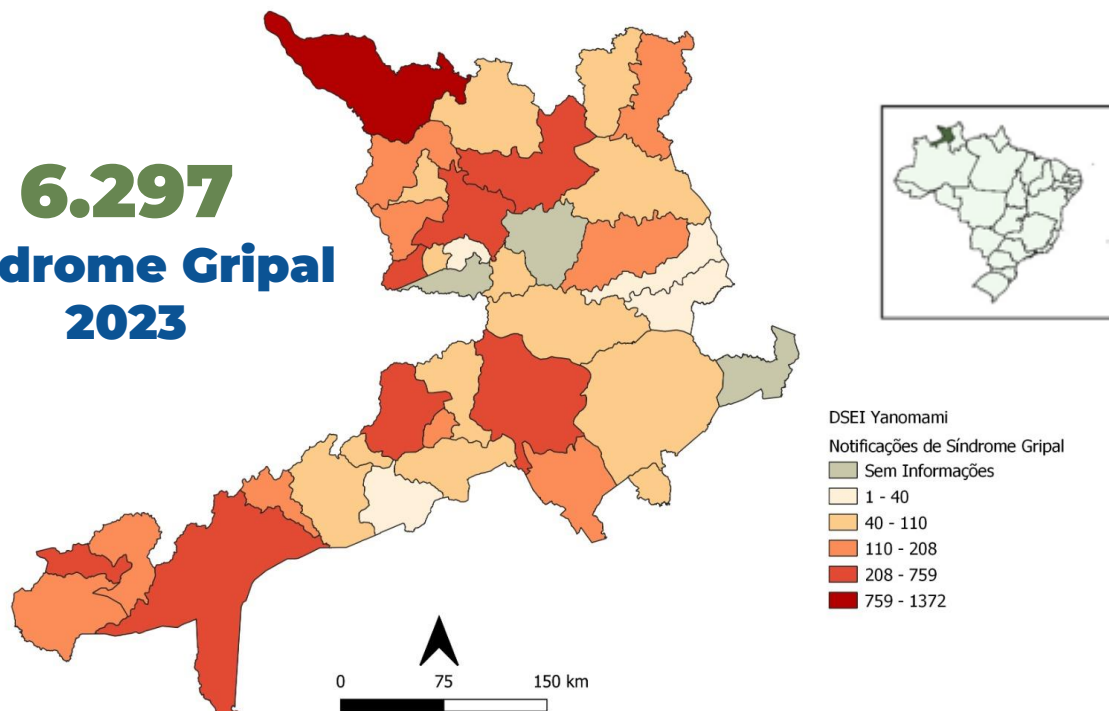 6.297
drome Gripal
2023
DSEI Yanomami
Notificações de Síndrome Gripal
Sem Informações
1 - 40
40 - 110
110 - 208
208 - 759
759 - 1372
0 75 150 km